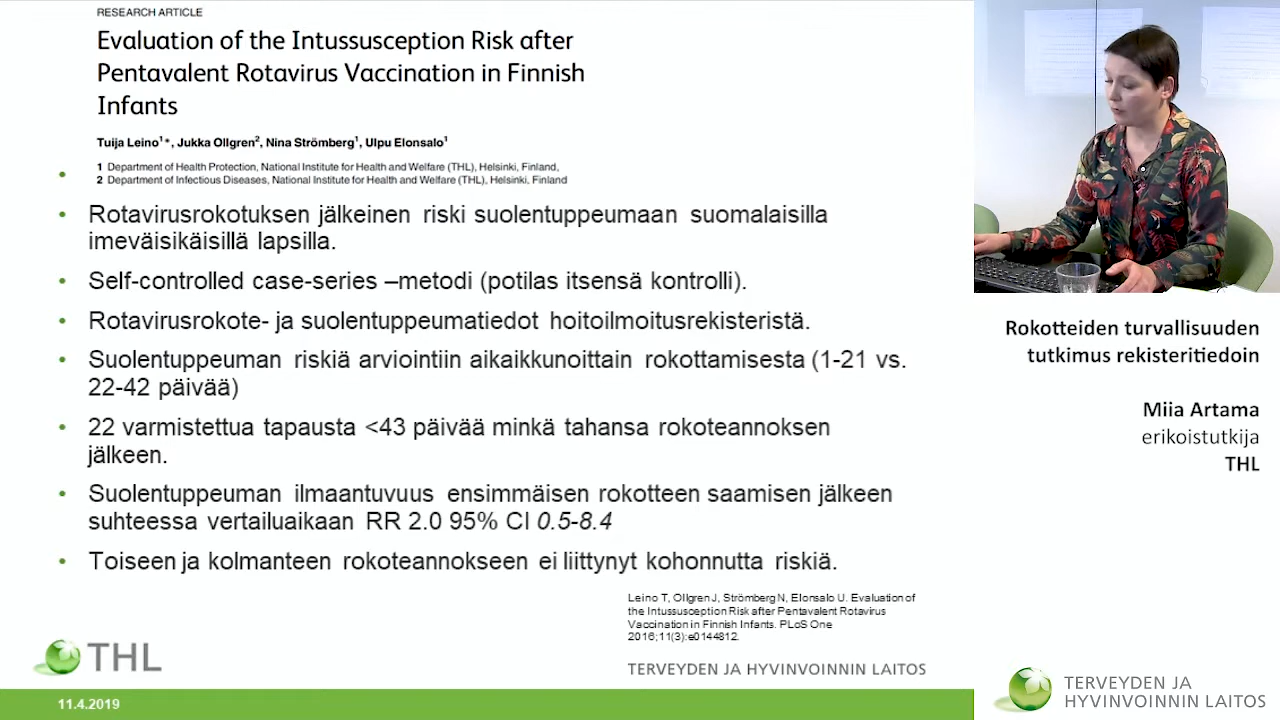 RESEARCH ARTICLE
Evaluation of the Intussusception Risk after
Pentavalent Rotavirus Vaccination in Finnish
Infants
Tuija Leino1*, Jukka Ollgren2, Nina Strömberg1, Ulpu Elonsalo1
1 Department of Health Protection, National Institute for Health and Welfare (THL), Helsinki, Finland,
2 Department of Infectious Diseases, National Institute for Health and Welfare (THL), Helsinki, Finland
• Rotavirusrokotuksen jälkeinen riski suolentuppeumaan suomalaisilla
imeväisikäisillä lapsilla.
• Self-controlled case-series –metodi (potilas itsensä kontrolli).
• Rotavirusrokote- ja suolentuppeumatiedot hoitoilmoitusrekisteristä.
• Suolentuppeuman riskiä arviointiin aikaikkunoittain rokottamisesta (1-21 vs.
22-42 päivää)
• 22 varmistettua tapausta <43 päivää minkä tahansa rokoteannoksen
jälkeen.
• Suolentuppeuman ilmaantuvuus ensimmäisen rokotteen saamisen jälkeen
suhteessa vertailuaikaan RR 2.0 95% CI 0.5-8.4
• Toiseen ja kolmanteen rokoteannokseen ei liittynyt kohonnutta riskiä.
Leino T, Ollgren J, Strömberg N, Elonsalo U. Evaluation of
the Intussusception Risk after Pentavalent Rotavirus
Vaccination in Finnish Infants. PLoS One
2016;11(3):e0144812.
THL
TERVEYDEN JA HYVINVOINNIN LAITOS
11.4.2019
Rokotteiden turvallisuuden
tutkimus rekisteritiedoin
Miia Artama
erikoistutkija
THL
TERVEYDEN JA
HYVINVOINNIN LAITOS